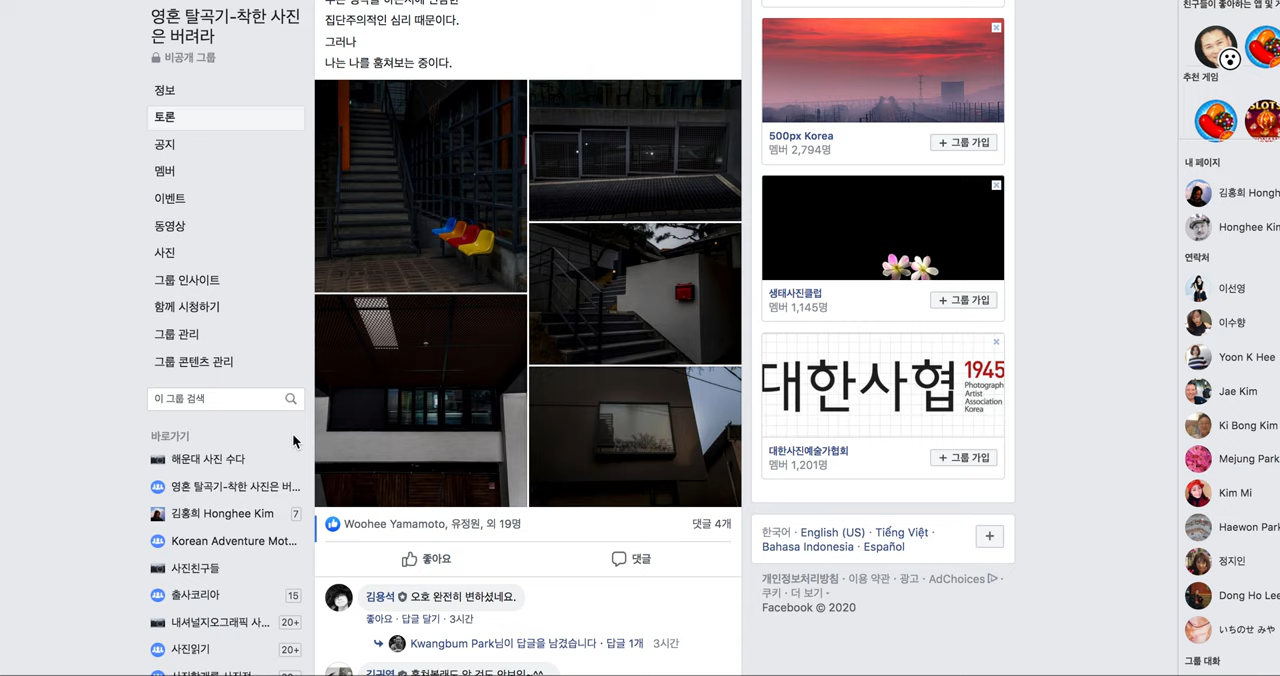 영혼 탈곡기-착한 사진
은 버려라
비공개 그룹
정보
토론
공지
멤버
이벤트
동영상
사진
그룹 인사이트
함께 시청하기
그룹 관리
그룹 콘텐츠 관리
이 그룹 검색
바로가기
해운대 사진 수다
영혼 탈곡기-착한 사진은 버...
김홍희 Honghee Kim 7
Korean Adventure Mot...
사진친구들
출사코리아 15
내셔널지오그래픽 사... 20+
사진읽기 20+
집단주의적인 심리 때문이다.
그러나
나는 나를 훔쳐보는 중이다.
Woohee Yamamoto, 유정원, 외 19명
댓글 4개
좋아요
댓글
김용석 오호 완전히 변하셨네요.
좋아요 · 답글 달기 · 3시간
Kwangbum Park님이 답글을 남겼습니다 · 답글 1개 3시간
500px Korea
멤버 2,794명
+ 그룹 가입
생태사진클럽
멤버 1,145명
+ 그룹 가입
대한사협
1945
Photograph
Artist
Association
Korea
대한사진예술가협회
멤버 1,201명
+ 그룹 가입
한국어 · English (US) · Tiếng Việt ·
Bahasa Indonesia · Español
개인정보처리방침 · 이용 약관 · 광고 · AdChoices ·
쿠키 · 더 보기
Facebook © 2020
친구들이 좋아하는 앱 및
추천 게임
SLOTS
내 페이지
김홍희 Hongh
Honghee Kim
연락처
이선영
이수향
Yoon K Hee
Jae Kim
Ki Bong Kim
Mejung Park
Kim Mi
Haewon Par
정지인
Dong Ho Lee
いちのせ みや
그룹 대화